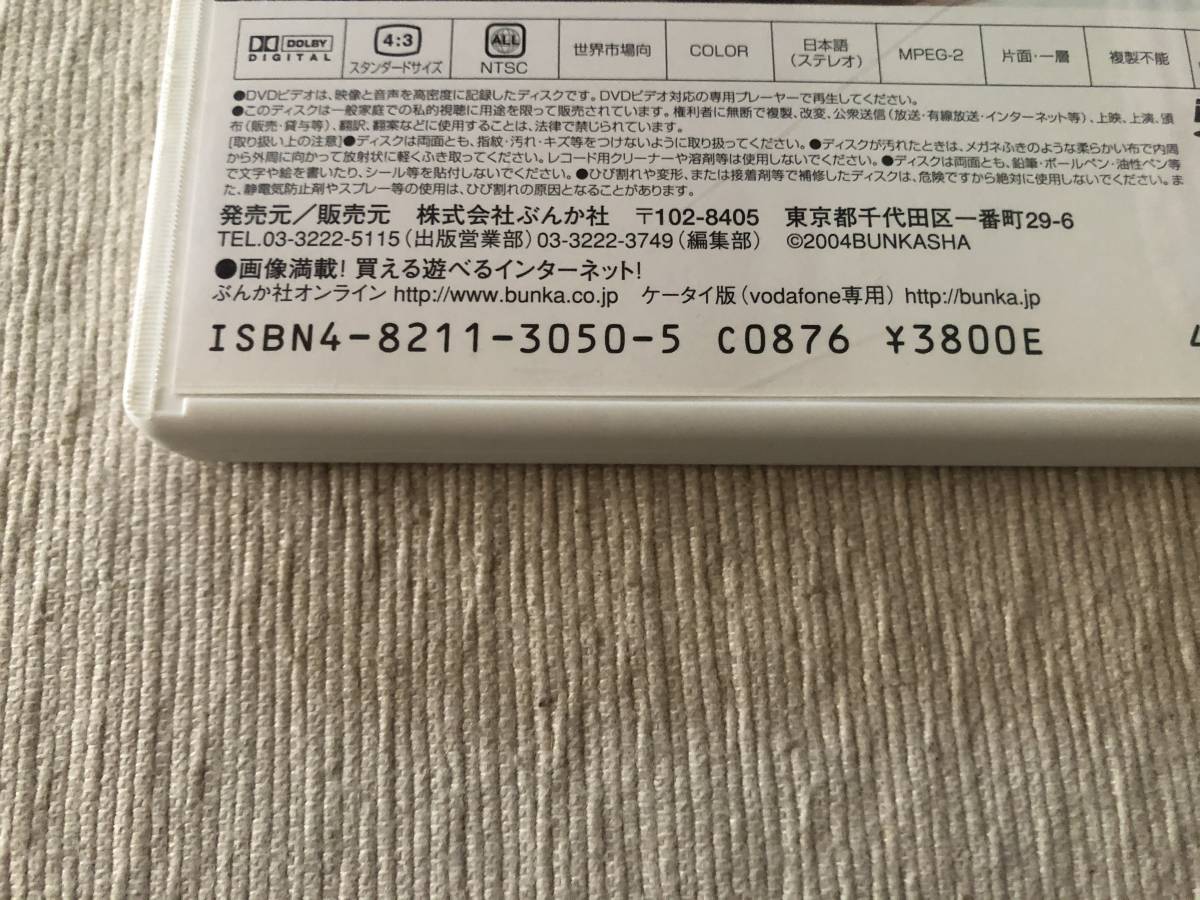 DOLBY DIGITAL 4:3 スタンダードサイズ ALL NTSC 世界市場向 COLOR 日本語(ステレオ) MPEG-2 片面・一層 複製不能
●DVDビデオは、映像と音声を高密度に記録したディスクです。DVDビデオ対応の専用プレーヤーで再生してください。
●このディスクは一般家庭での私的視聴に用途を限って販売されています。権利者に無断で複製、改変、公衆送信(放送・有線放送・インターネット等)、上映、上演、頒
布(販売・貸与等)、翻訳、翻案などに使用することは、法律で禁じられています。
[取り扱い上の注意]●ディスクは両面とも、指紋・汚れ・キズ等をつけないように取り扱ってください。●ディスクが汚れたときは、メガネふきのような柔らかい布で内周
から外周に向かって放射状に軽くふき取ってください。レコード用クリーナーや溶剤等は使用しないでください。●ディスクは両面とも、鉛筆・ボールペン・油性ペン等
で文字や絵を書いたり、シール等を貼付しないでください。●ひび割れや変形、または接着剤等で補修したディスクは、危険ですから絶対に使用しないでください。ま
た、静電気防止剤やスプレー等の使用は、ひび割れの原因となることがあります。
発売元／販売元 株式会社ぶんか社 〒102-8405 東京都千代田区一番町29-6
TEL.03-3222-5115(出版営業部)03-3222-3749(編集部) ©2004BUNKASHA
●画像満載!買える遊べるインターネット!
ぶんか社オンライン http://www.bunka.co.jp ケータイ版(vodafone専用) http://bunka.jp
ISBN4-8211-3050-5 C0876 ¥3800E